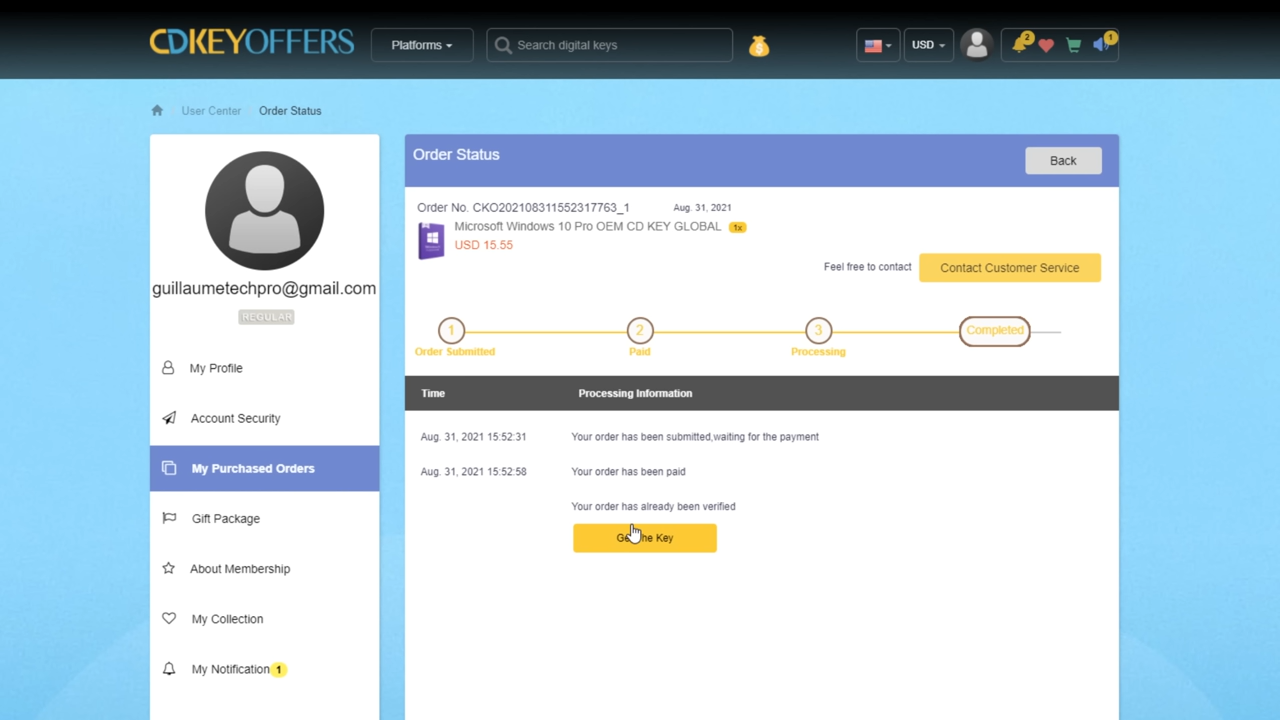 CDKEYOFFERS
Platforms
Search digital keys
$
USD
2
1
User Center
Order Status
guillaumetechpro@gmail.com
REGULAR
My Profile
Account Security
My Purchased Orders
Gift Package
About Membership
My Collection
My Notification 1
Order Status
Back
Order No. CKO202108311552317763_1 Aug. 31, 2021
Microsoft Windows 10 Pro OEM CD KEY GLOBAL 1x
USD 15.55
Feel free to contact Contact Customer Service
1 2 3 Completed
Order Submitted Paid Processing
Time Processing Information
Aug. 31, 2021 15:52:31 Your order has been submitted,waiting for the payment
Aug. 31, 2021 15:52:58 Your order has been paid
Your order has already been verified
Get the Key